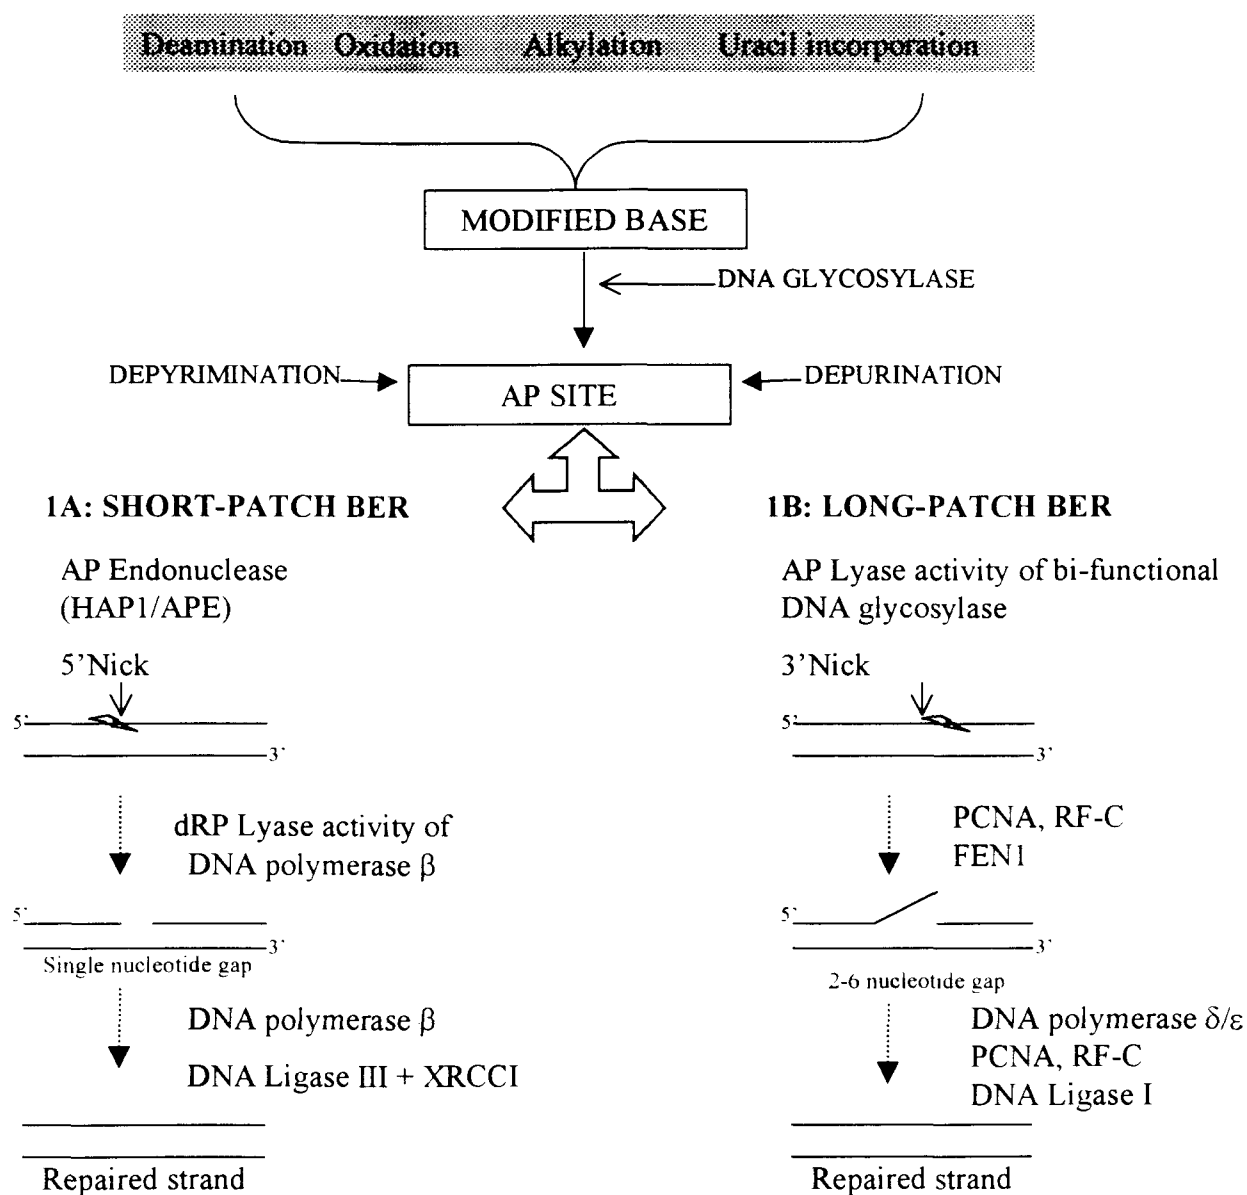 Deamination Oxidation Alkylation Uracil incorporation
MODIFIED BASE
DNA GLYCOSYLASE
DEPYRIMINATION
AP SITE
DEPURINATION
1A: SHORT-PATCH BER
AP Endonuclease
(HAP1/APE)
5’Nick
5’
3’
dRP Lyase activity of
DNA polymerase β
5’
3’
Single nucleotide gap
DNA polymerase β
DNA Ligase III + XRCCI
Repaired strand
1B: LONG-PATCH BER
AP Lyase activity of bi-functional
DNA glycosylase
3’Nick
5’
3’
PCNA, RF-C
FEN1
5’
3’
2-6 nucleotide gap
DNA polymerase δ/ε
PCNA, RF-C
DNA Ligase I
Repaired strand